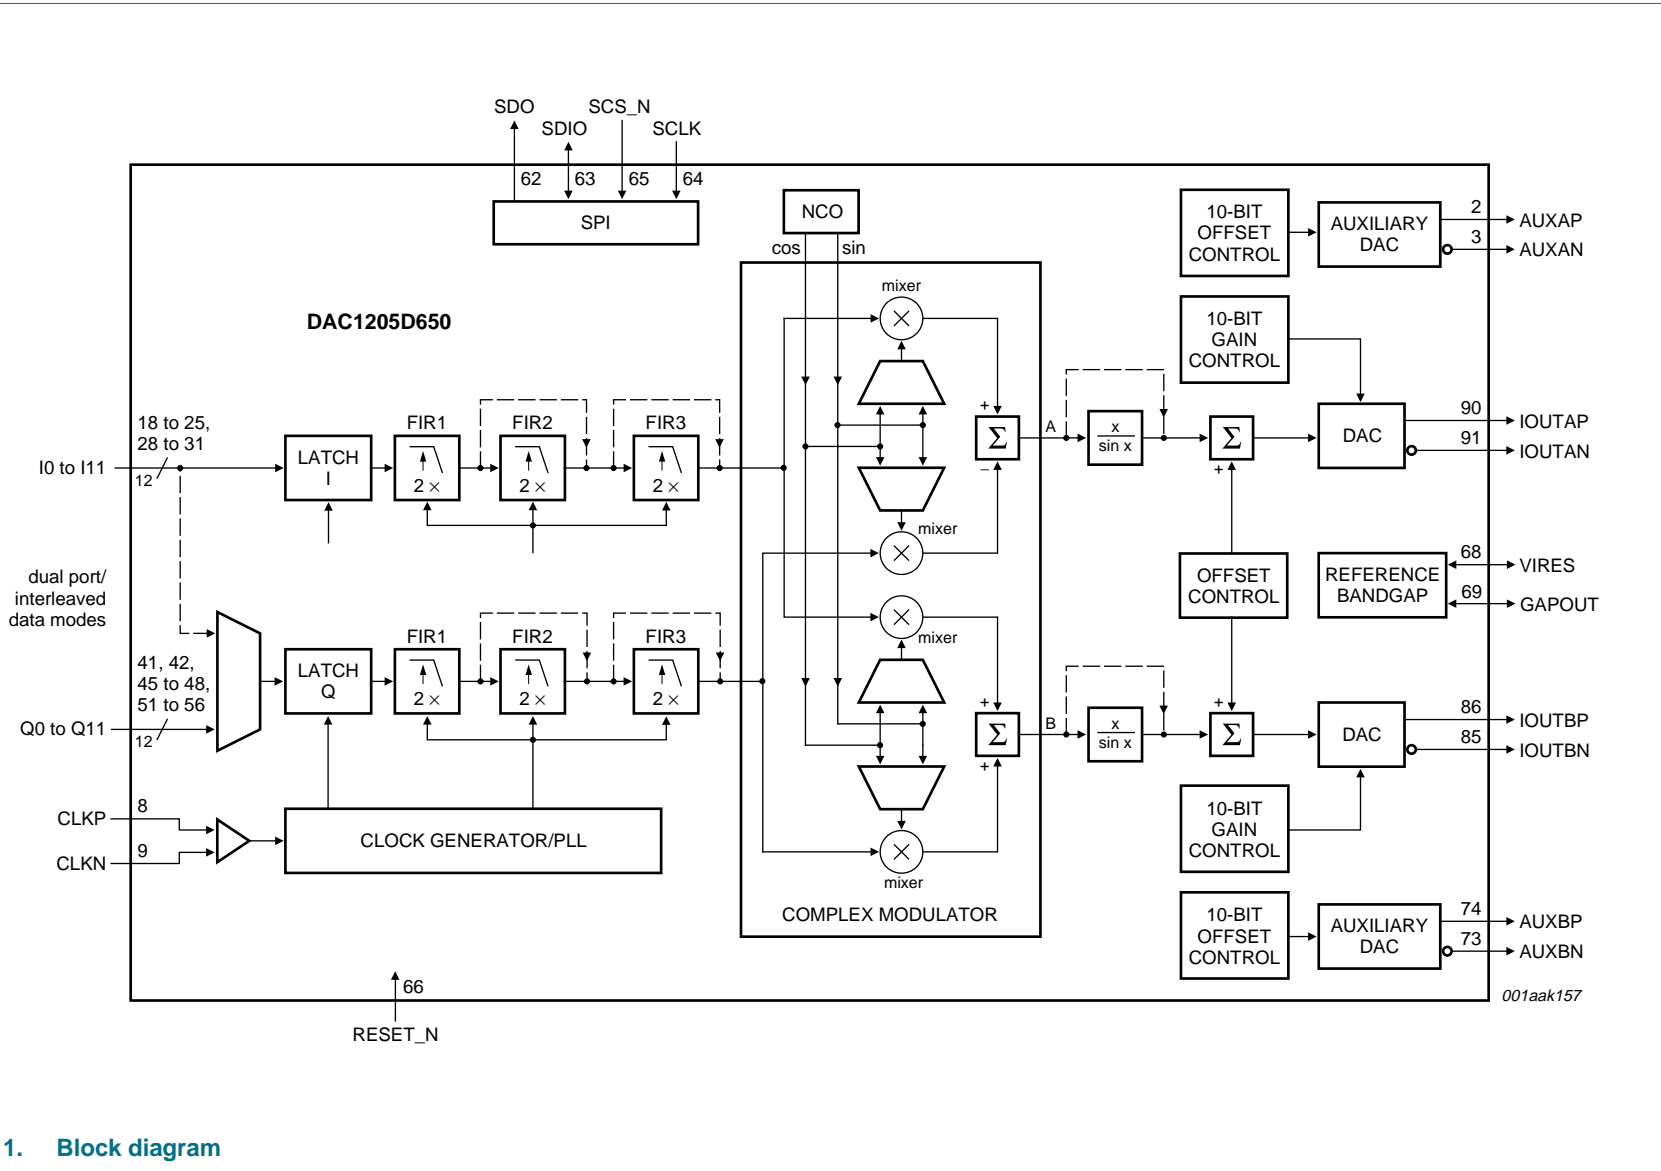 SDO
SCS_N
SDIO
SCLK
62
63
65
64
SPI
NCO
cos
sin
10-BIT
OFFSET
CONTROL
AUXILIARY
DAC
2
AUXAP
3
AUXAN
DAC1205D650
mixer
10-BIT
GAIN
CONTROL
18 to 25,
28 to 31
I0 to I11
12
LATCH
I
FIR1
2 ×
FIR2
2 ×
FIR3
2 ×
+
Σ
−
A
x
sin x
Σ
+
DAC
90
IOUTAP
91
IOUTAN
mixer
dual port/
interleaved
data modes
OFFSET
CONTROL
REFERENCE
BANDGAP
68
VIRES
69
GAPOUT
mixer
41, 42,
45 to 48,
51 to 56
Q0 to Q11
12
LATCH
Q
FIR1
2 ×
FIR2
2 ×
FIR3
2 ×
+
Σ
+
B
x
sin x
+
Σ
DAC
86
IOUTBP
85
IOUTBN
8
CLKP
9
CLKN
CLOCK GENERATOR/PLL
mixer
10-BIT
GAIN
CONTROL
COMPLEX MODULATOR
10-BIT
OFFSET
CONTROL
AUXILIARY
DAC
74
AUXBP
73
AUXBN
66
RESET_N
001aak157
1. Block diagram